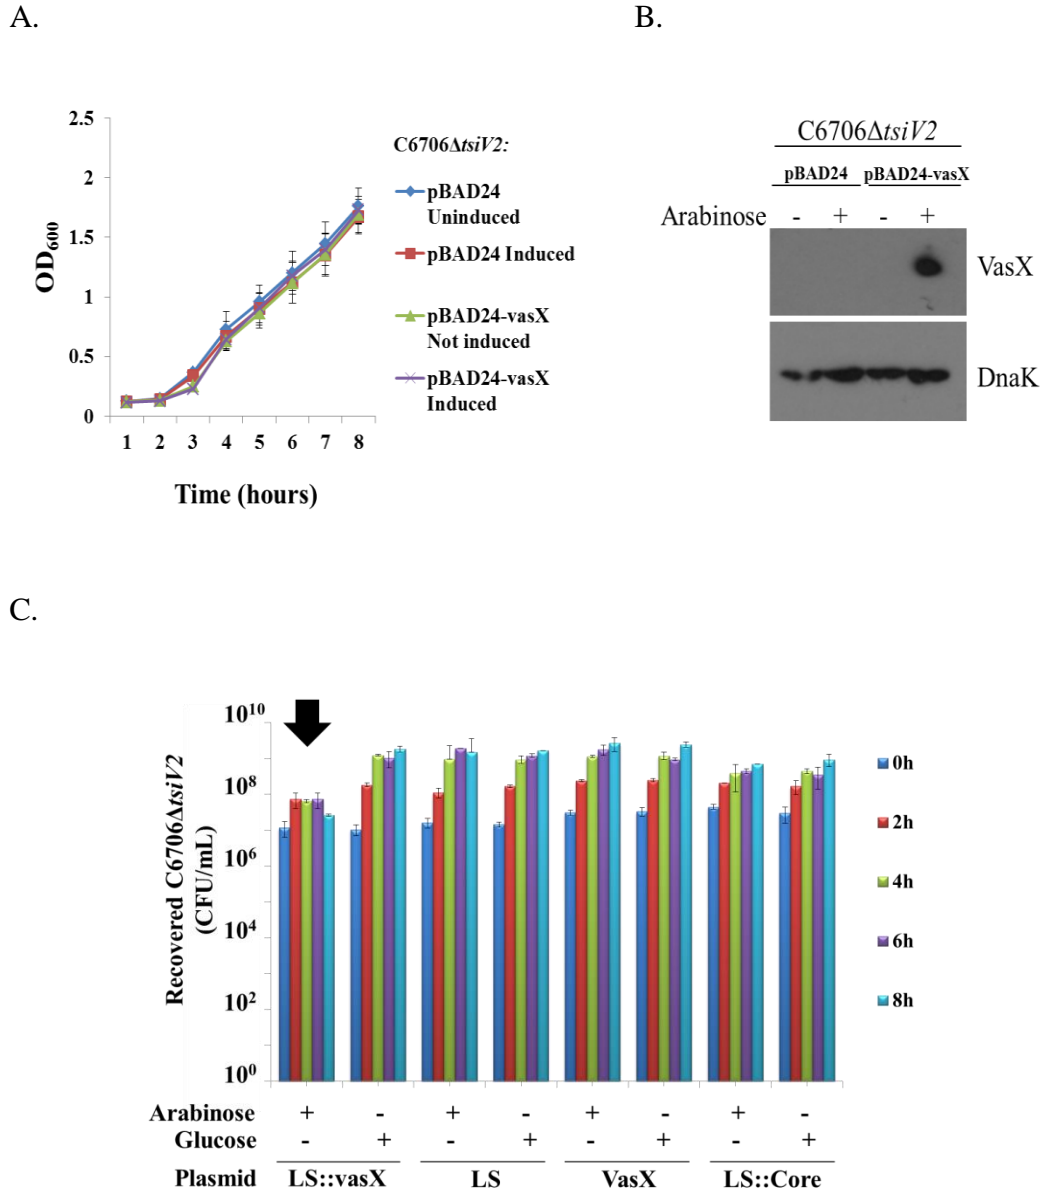 A.
B.
2.5
2
1.5
1
0.5
0
OD600
1 2 3 4 5 6 7 8
Time (hours)
C6706ΔtsiV2:
pBAD24
Uninduced
pBAD24 Induced
pBAD24-vasX
Not induced
pBAD24-vasX
Induced
C6706ΔtsiV2
pBAD24 pBAD24-vasX
Arabinose - + - +
VasX
DnaK
C.
Recovered C6706ΔtsiV2
(CFU/mL)
10^10
10^8
10^6
10^4
10^2
10^0
0h
2h
4h
6h
8h
Arabinose + - + - + - + -
Glucose - + - + - + - +
Plasmid LS::vasX LS VasX LS::Core